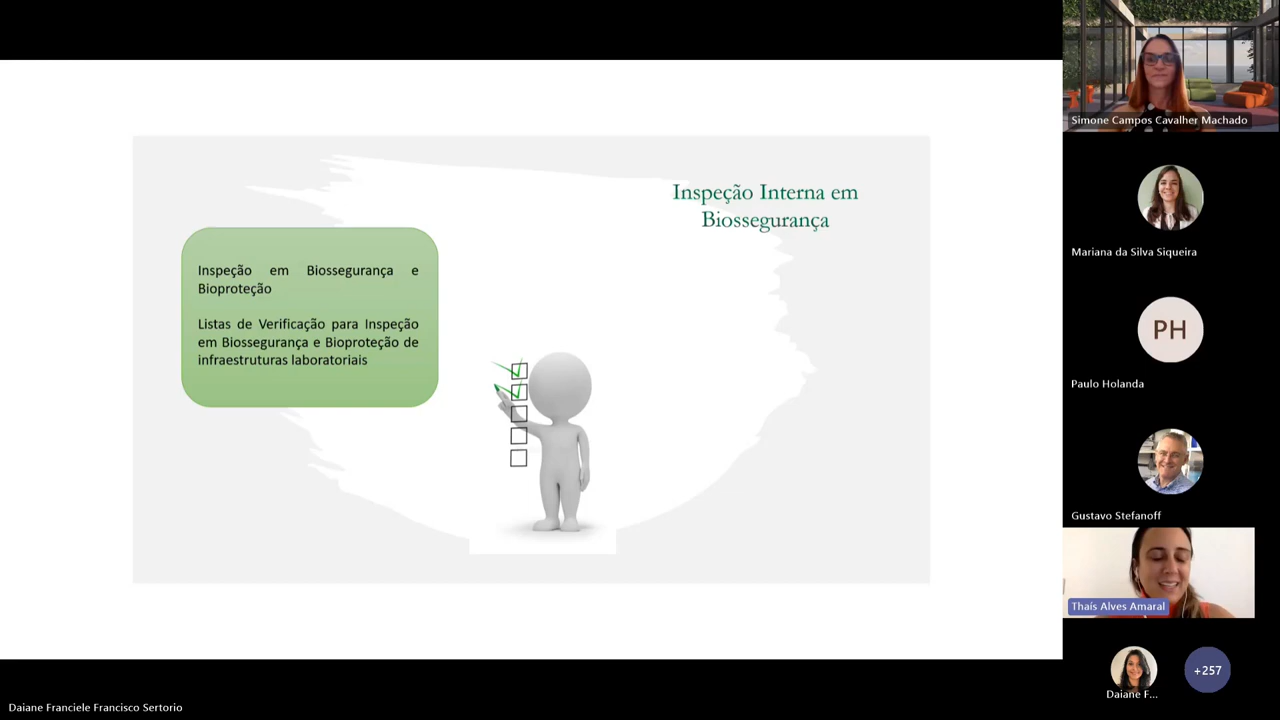 Inspeção Interna em
Biossegurança
Inspeção em Biossegurança e
Bioproteção
Listas de Verificação para Inspeção
em Biossegurança e Bioproteção de
infraestruturas laboratoriais
Simone Campos Cavalher Machado
Mariana da Silva Siqueira
PH
Paulo Holanda
Gustavo Stefanoff
Thaís Alves Amaral
Daiane F...
+257
Daiane Franciele Francisco Sertorio